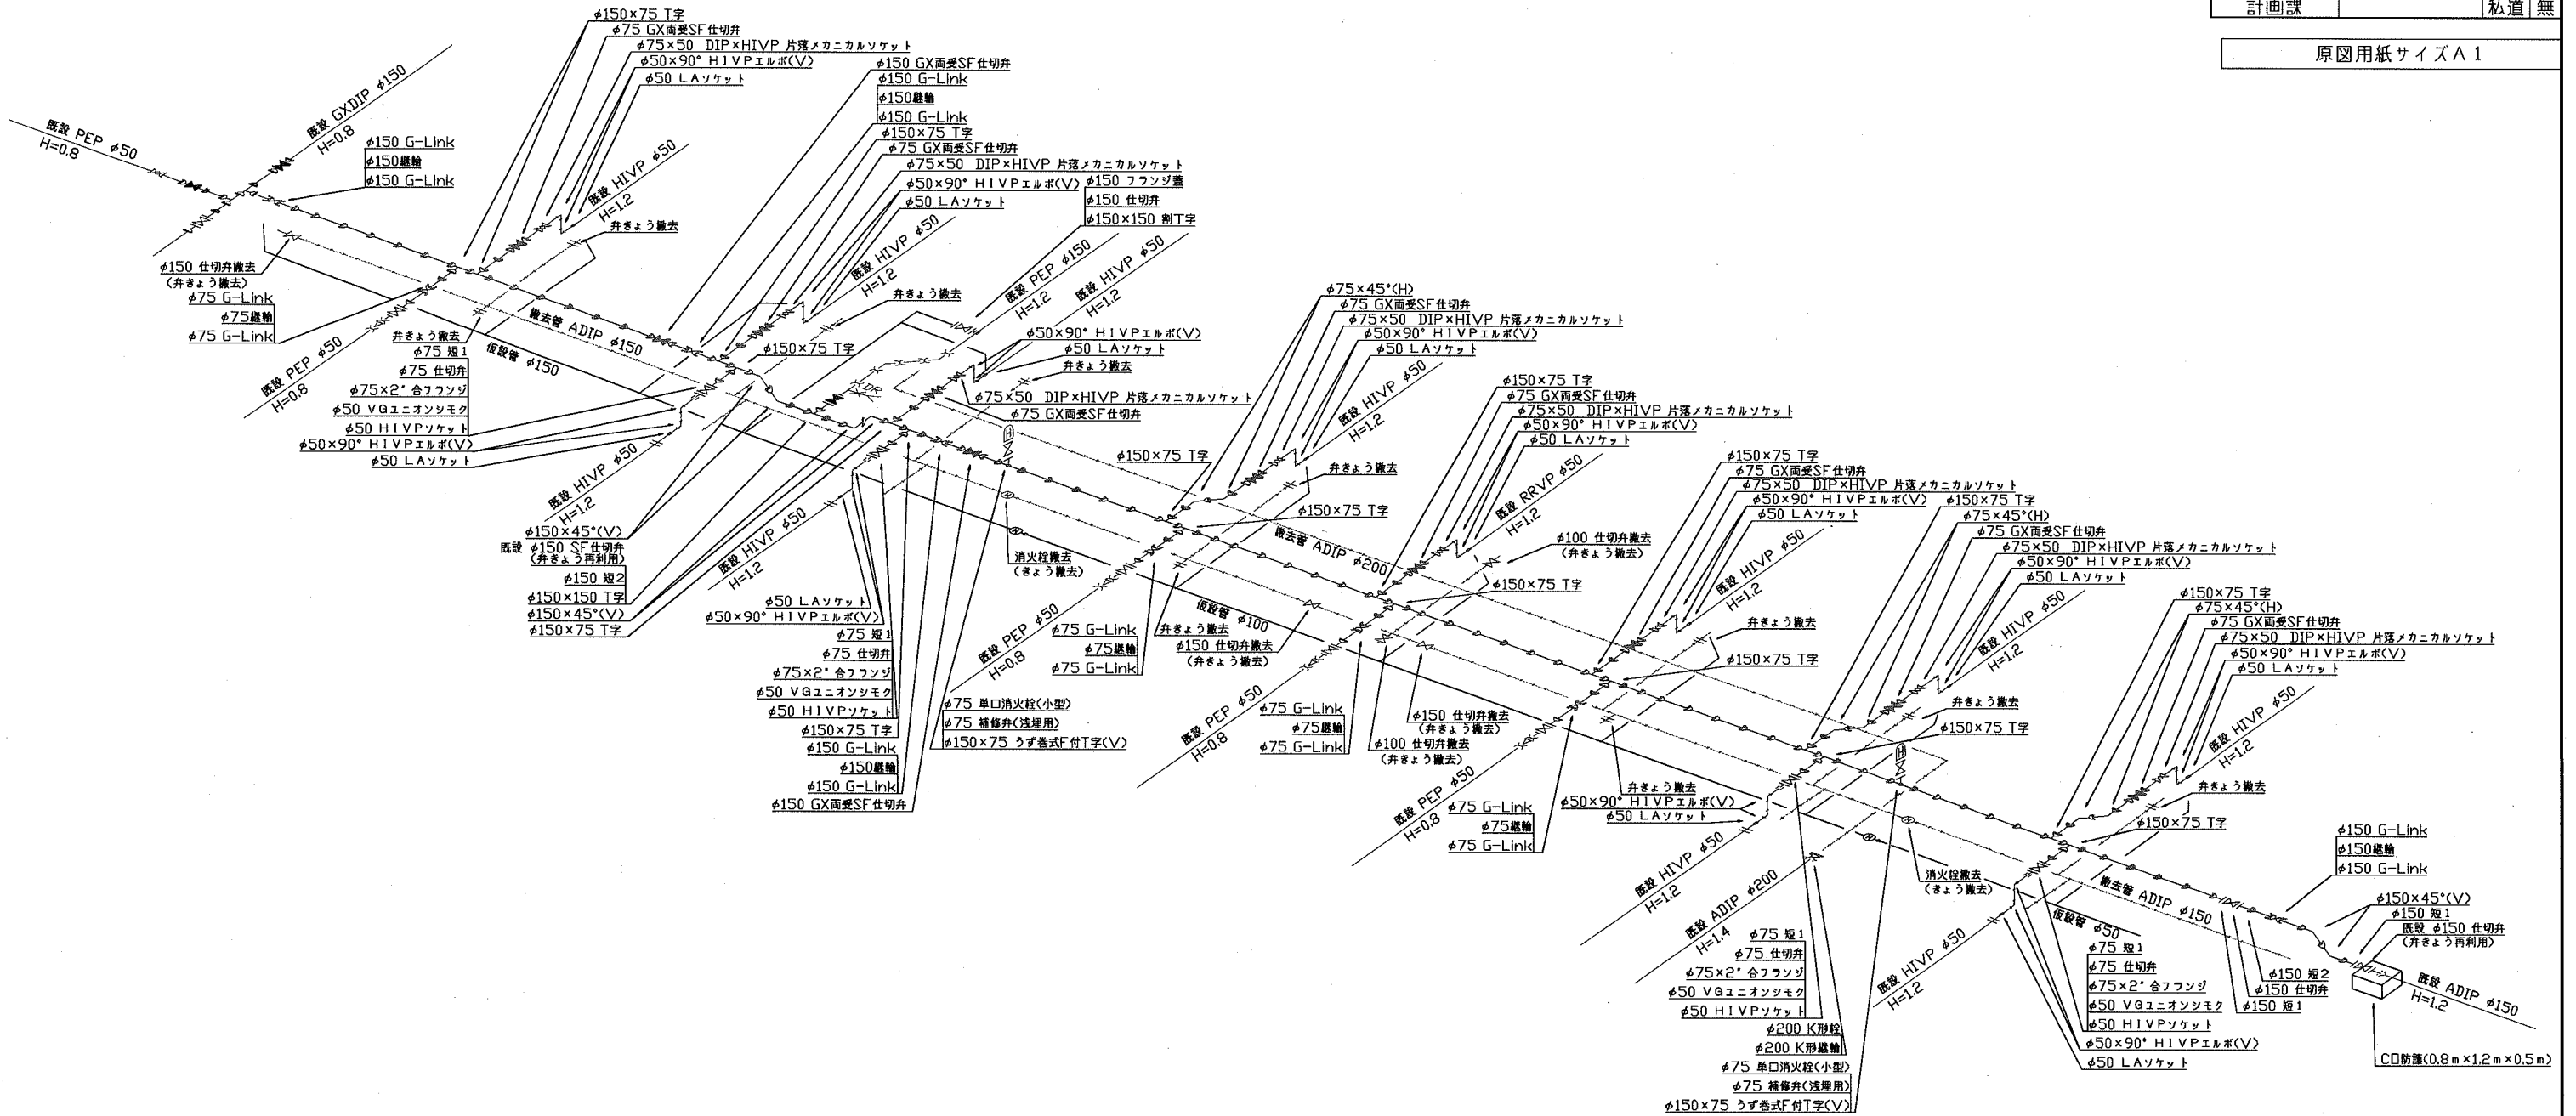 計画課
私道
無
原図用紙サイズA1
φ150×75 T字
φ75 GX両受SF仕切弁
φ75×50 DIP×HIVP 片落メカニカルソケット
φ50×90° HIVPエルボ(V)
φ50 LAソケット
既設 GXDIP φ150
H=0.8
既設 PEP φ50
H=0.8
φ150 G-Link
φ150継輪
φ150 G-Link
既設 HIVP φ50
H=1.2
弁きょう撤去
φ150 仕切弁撤去
(弁きょう撤去)
φ75 G-Link
φ75継輪
φ75 G-Link
既設 PEP φ50
H=0.8
弁きょう撤去
撤去管 ADIP φ150
仮設管 φ150
φ150 GX両受SF仕切弁
φ150 G-Link
φ150継輪
φ150 G-Link
φ150×75 T字
φ75 GX両受SF仕切弁
φ75×50 DIP×HIVP 片落メカニカルソケット
φ50×90° HIVPエルボ(V)
φ50 LAソケット
既設 HIVP φ50
H=1.2
弁きょう撤去
φ150 フランジ蓋
φ150 仕切弁
φ150×150 割T字
既設 PEP φ150
H=1.2
既設 HIVP φ50
H=1.2
φ75 短1
φ75 仕切弁
φ75×2" 合フランジ
φ50 VGユニオンシモク
φ50 HIVPソケット
φ50×90° HIVPエルボ(V)
φ50 LAソケット
既設 HIVP φ50
H=1.2
φ150×75 T字
DR
φ50×90° HIVPエルボ(V)
φ50 LAソケット
弁きょう撤去
φ75×50 DIP×HIVP 片落メカニカルソケット
φ75 GX両受SF仕切弁
φ150×45°(V)
既設 φ150 SF仕切弁
(弁きょう再利用)
φ150 短2
φ150×150 T字
φ150×45°(V)
φ150×75 T字
既設 HIVP φ50
H=1.2
H
消火栓撤去
(きょう撤去)
φ50 LAソケット
φ50×90° HIVPエルボ(V)
φ75 短1
φ75 仕切弁
φ75×2" 合フランジ
φ50 VGユニオンシモク
φ50 HIVPソケット
φ150×75 T字
φ150 G-Link
φ150継輪
φ150 G-Link
φ150 GX両受SF仕切弁
φ75 単口消火栓(小型)
φ75 補修弁(浅埋用)
φ150×75 うず巻式F付T字(V)
φ75×45°(H)
φ75 GX両受SF仕切弁
φ75×50 DIP×HIVP 片落メカニカルソケット
φ50×90° HIVPエルボ(V)
φ50 LAソケット
φ150×75 T字
既設 HIVP φ50
H=1.2
弁きょう撤去
φ150×75 T字
撤去管 ADIP φ200
既設 PEP φ50
H=0.8
φ75 G-Link
φ75継輪
φ75 G-Link
弁きょう撤去
仮設管 φ100
φ150 仕切弁撤去
(弁きょう撤去)
φ150×75 T字
φ75 GX両受SF仕切弁
φ75×50 DIP×HIVP 片落メカニカルソケット
φ50×90° HIVPエルボ(V)
φ50 LAソケット
既設 RRVP φ50
H=1.2
φ100 仕切弁撤去
(弁きょう撤去)
φ150×75 T字
既設 PEP φ50
H=0.8
φ75 G-Link
φ75継輪
φ75 G-Link
φ150 仕切弁撤去
(弁きょう撤去)
φ100 仕切弁撤去
(弁きょう撤去)
φ150×75 T字
φ75 GX両受SF仕切弁
φ75×50 DIP×HIVP 片落メカニカルソケット
φ50×90° HIVPエルボ(V)
φ50 LAソケット
既設 HIVP φ50
H=1.2
弁きょう撤去
φ150×75 T字
既設 PEP φ50
H=0.8
φ75 G-Link
φ75継輪
φ75 G-Link
弁きょう撤去
φ150×75 T字
φ75×45°(H)
φ75 GX両受SF仕切弁
φ75×50 DIP×HIVP 片落メカニカルソケット
φ50×90° HIVPエルボ(V)
φ50 LAソケット
既設 HIVP φ50
H=1.2
弁きょう撤去
φ150×75 T字
H
φ50×90° HIVPエルボ(V)
φ50 LAソケット
既設 HIVP φ50
H=1.2
既設 ADIP φ200
H=1.4
消火栓撤去
(きょう撤去)
φ75 短1
φ75 仕切弁
φ75×2" 合フランジ
φ50 VGユニオンシモク
φ50 HIVPソケット
φ200 K形栓
φ200 K形継輪
φ75 単口消火栓(小型)
φ75 補修弁(浅埋用)
φ150×75 うず巻式F付T字(V)
φ150×75 T字
φ75×45°(H)
φ75 GX両受SF仕切弁
φ75×50 DIP×HIVP 片落メカニカルソケット
φ50×90° HIVPエルボ(V)
φ50 LAソケット
既設 HIVP φ50
H=1.2
弁きょう撤去
φ150×75 T字
撤去管 ADIP φ150
仮設管 φ50
既設 HIVP φ50
H=1.2
φ75 短1
φ75 仕切弁
φ75×2" 合フランジ
φ50 VGユニオンシモク
φ50 HIVPソケット
φ50×90° HIVPエルボ(V)
φ50 LAソケット
φ150 G-Link
φ150継輪
φ150 G-Link
φ150×45°(V)
φ150 短1
既設 φ150 仕切弁
(弁きょう再利用)
φ150 短2
φ150 仕切弁
φ150 短1
既設 ADIP φ150
H=1.2
CD防護(0.8m×1.2m×0.5m)